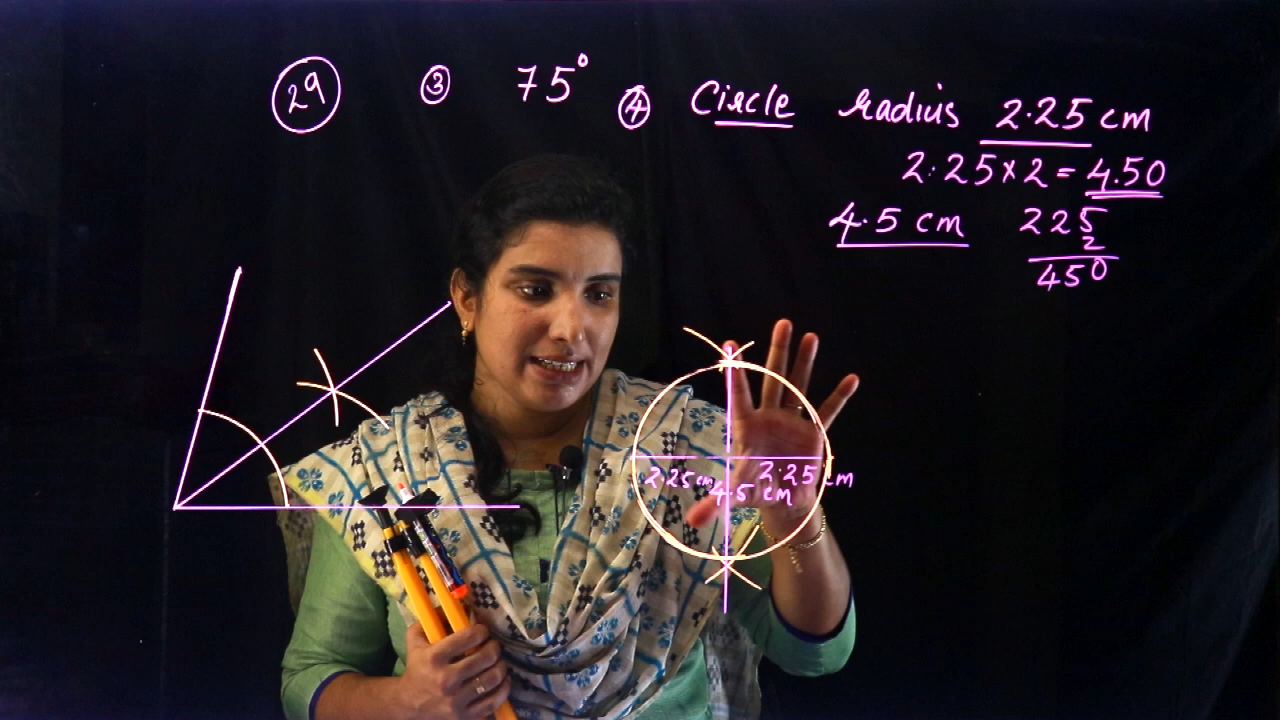 29 3 75° 4 Circle radius 2.25 cm
2.25×2=4.50
4.5 cm 225
2
450
2.25 cm 2.25 cm
4.5 cm